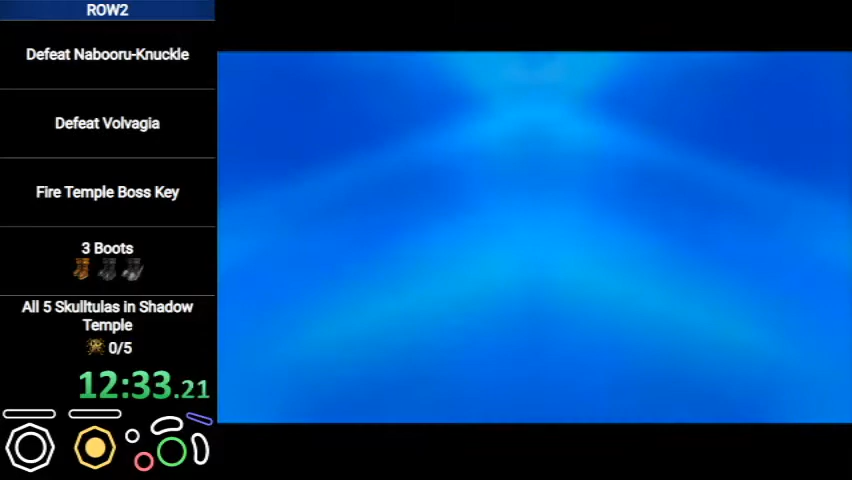 ROW2
Defeat Nabooru-Knuckle
Defeat Volvagia
Fire Temple Boss Key
3 Boots
All 5 Skulltulas in Shadow
Temple
0/5
12:33.21